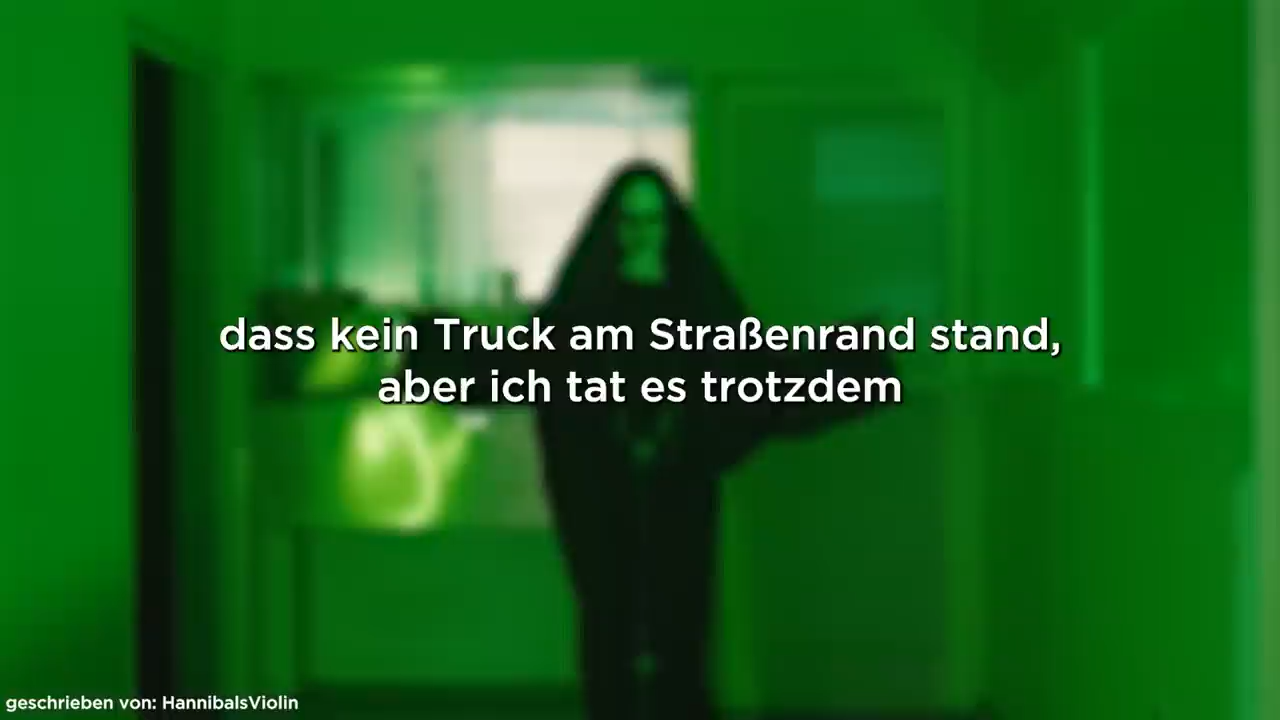 dass kein Truck am Straßenrand stand,
aber ich tat es trotzdem
geschrieben von: HannibalsViolin